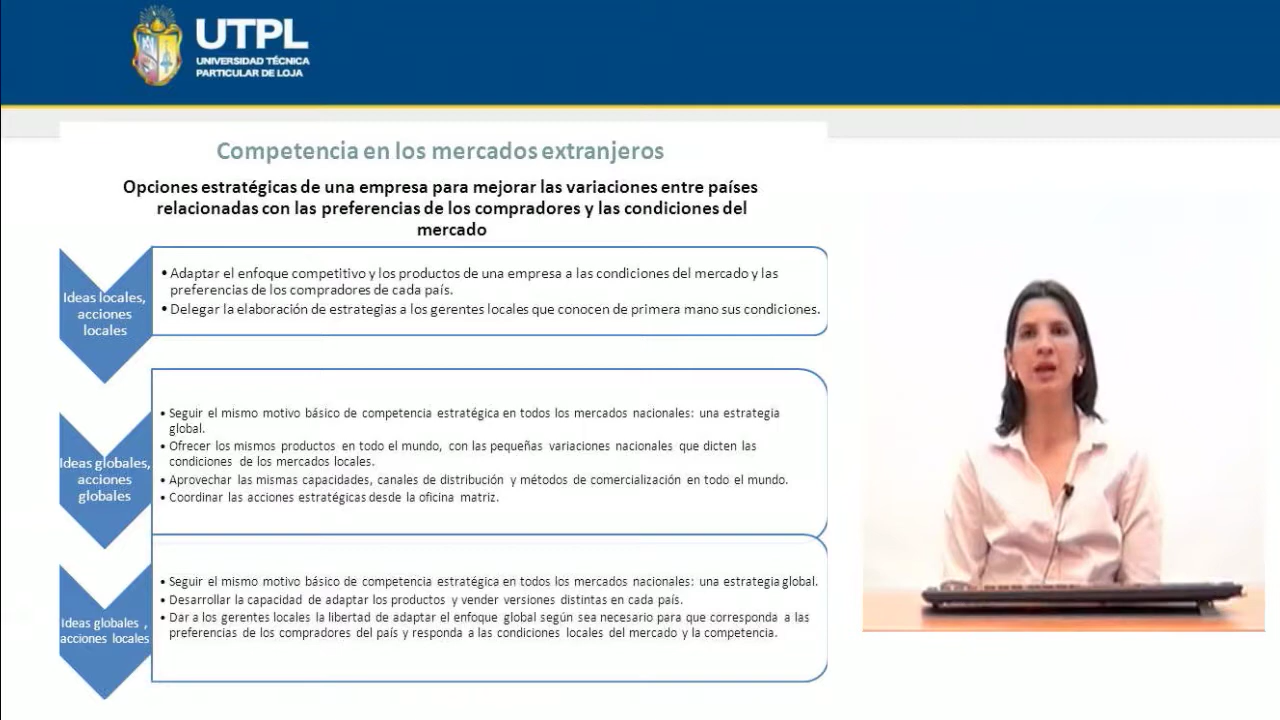 UTPL
UNIVERSIDAD TÉCNICA
PARTICULAR DE LOJA
Competencia en los mercados extranjeros
Opciones estratégicas de una empresa para mejorar las variaciones entre países
relacionadas con las preferencias de los compradores y las condiciones del
mercado
Ideas locales,
acciones
locales
• Adaptar el enfoque competitivo y los productos de una empresa a las condiciones del mercado y las
preferencias de los compradores de cada país.
• Delegar la elaboración de estrategias a los gerentes locales que conocen de primera mano sus condiciones.
Ideas globales,
acciones
globales
• Seguir el mismo motivo básico de competencia estratégica en todos los mercados nacionales: una estrategia
global.
• Ofrecer los mismos productos en todo el mundo, con las pequeñas variaciones nacionales que dicten las
condiciones de los mercados locales.
• Aprovechar las mismas capacidades, canales de distribución y métodos de comercialización en todo el mundo.
• Coordinar las acciones estratégicas desde la oficina matriz.
Ideas globales ,
acciones locales
• Seguir el mismo motivo básico de competencia estratégica en todos los mercados nacionales: una estrategia global.
• Desarrollar la capacidad de adaptar los productos y vender versiones distintas en cada país.
• Dar a los gerentes locales la libertad de adaptar el enfoque global según sea necesario para que corresponda a las
preferencias de los compradores del país y responda a las condiciones locales del mercado y la competencia.